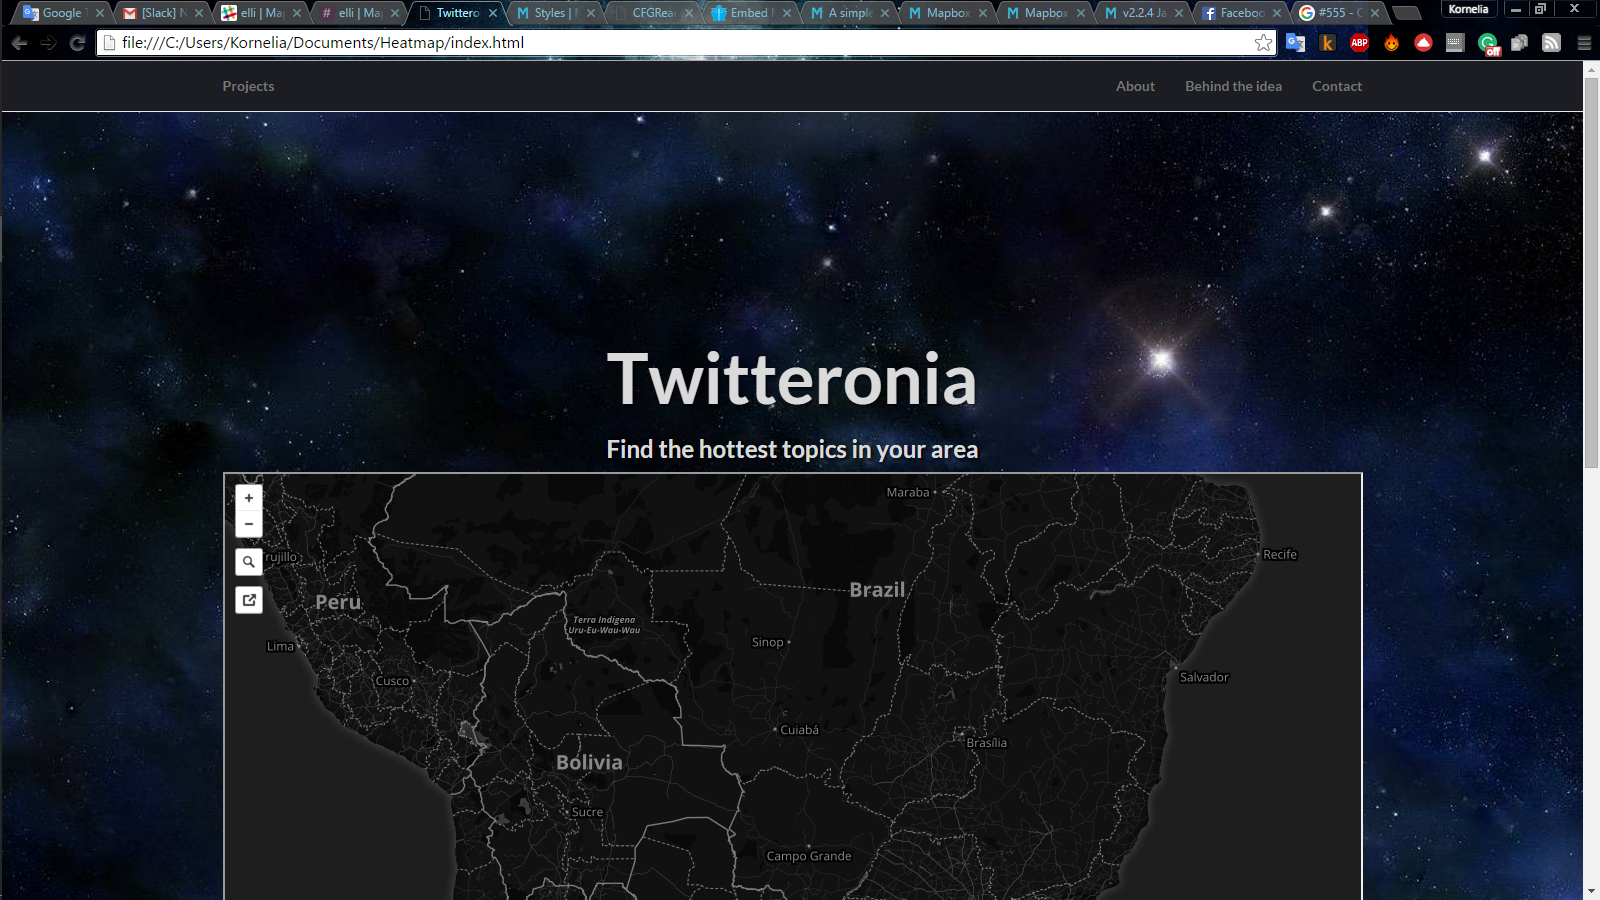 Google T
[Slack] N
elli | Ma
# elli | Ma
Twittero
Styles |
CFGRea
Embed
A simple
Mapbox
Mapbox
v2.2.4 Ja
Faceboo
#555 - G
Kornelia
file:///C:/Users/Kornelia/Documents/Heatmap/index.html
ABP
off
Projects
About
Behind the idea
Contact
Twitteronia
Find the hottest topics in your area
+
−
Maraba
rujillo
Recife
Peru
Brazil
Terra Indígena
Uru-Eu-Wau-Wau
Lima
Sinop
Cusco
Salvador
Cuiabá
Brasília
Bolivia
Sucre
Campo Grande